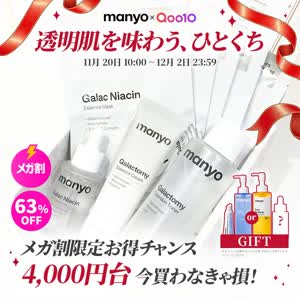 manyo × Qoo10
透明肌を味わう、ひとくち
11月20日 10:00 ~ 12月2日 23:59
Galac Niacin
Essence Mask
manyo
Galac Niacin
manyo
Galactomy
Essence Cream
manyo
Galactomy
メガ割
63%
OFF
or
GIFT
メガ割限定お得チャンス
4,000円台 今買わなきゃ損!